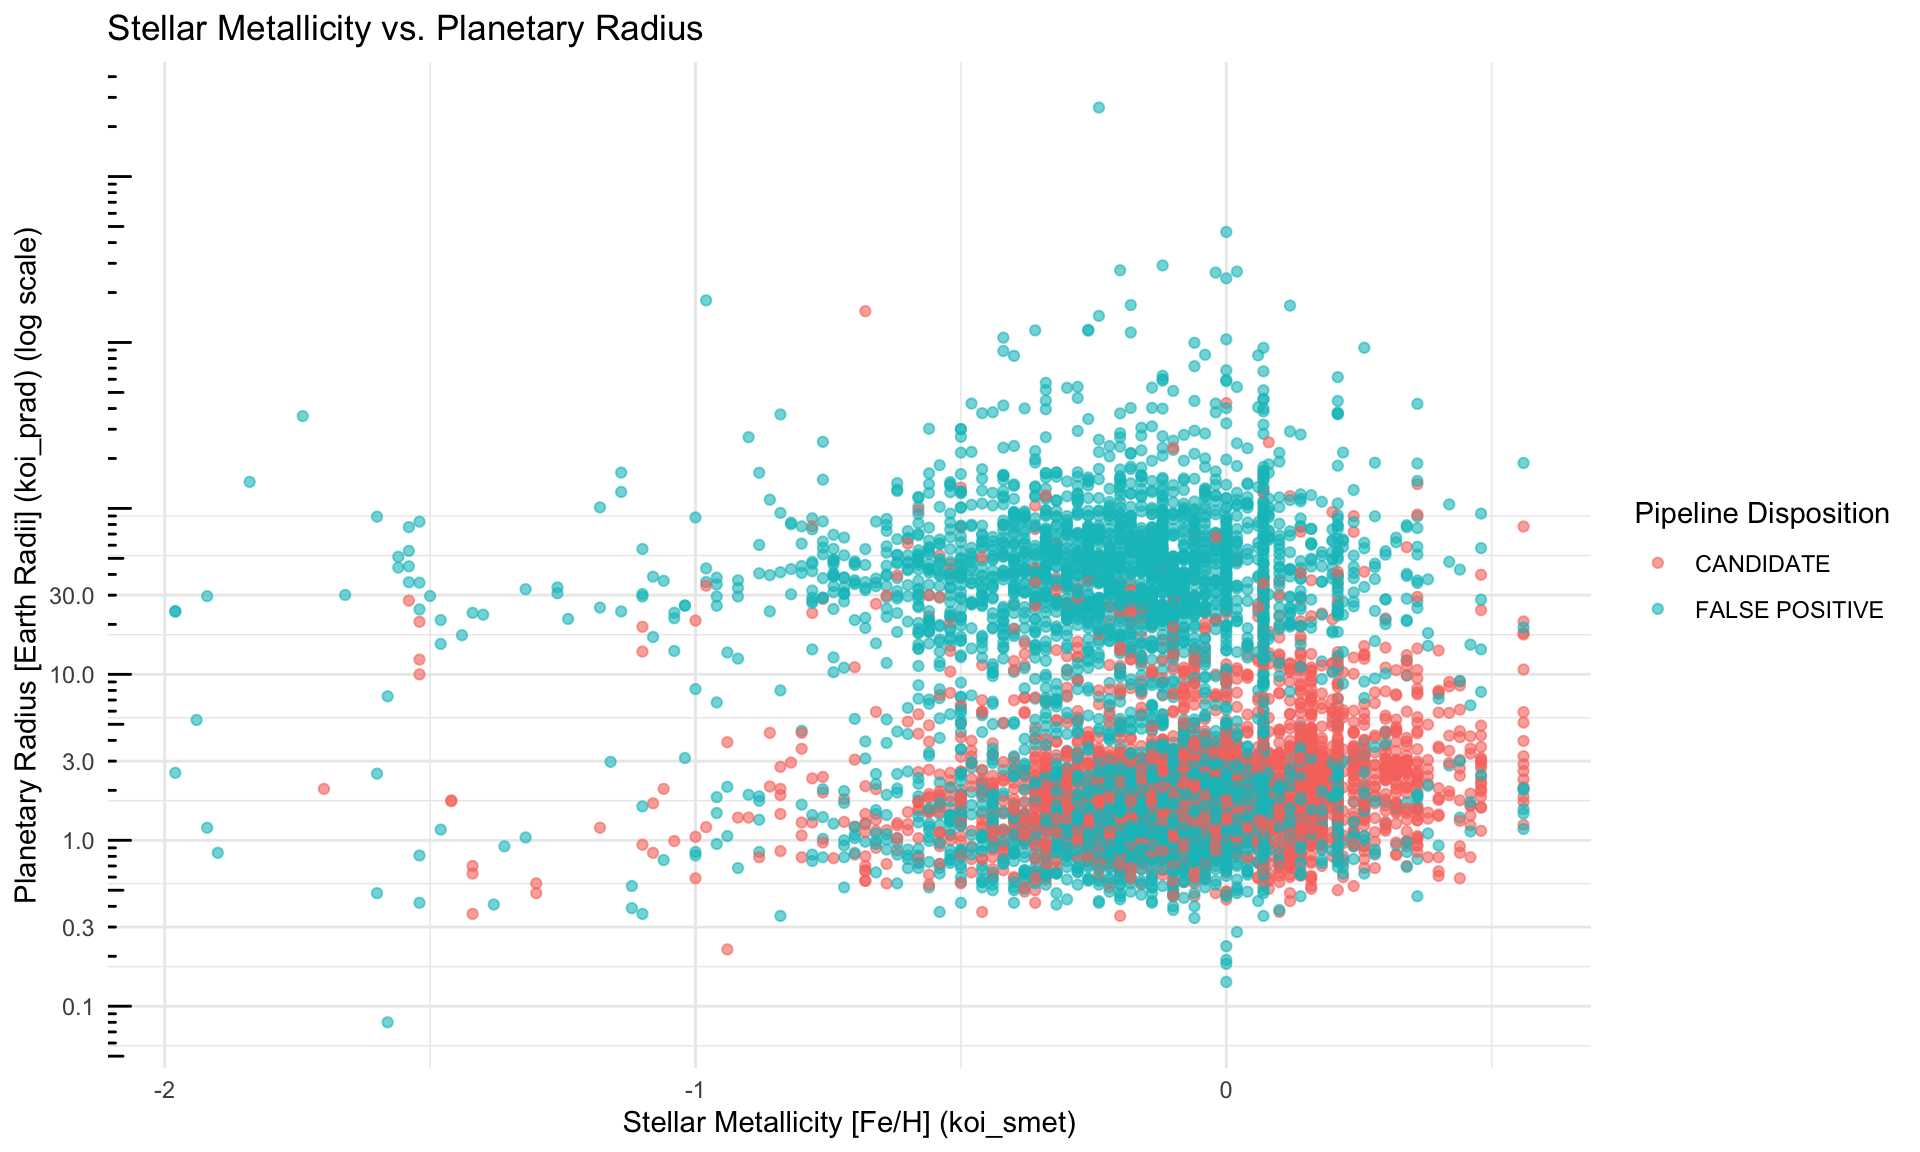 Stellar Metallicity vs. Planetary Radius
Planetary Radius [Earth Radii] (koi_prad) (log scale)
30.0
10.0
3.0
1.0
0.3
0.1
-2
-1
0
Stellar Metallicity [Fe/H] (koi_smet)
Pipeline Disposition
CANDIDATE
FALSE POSITIVE